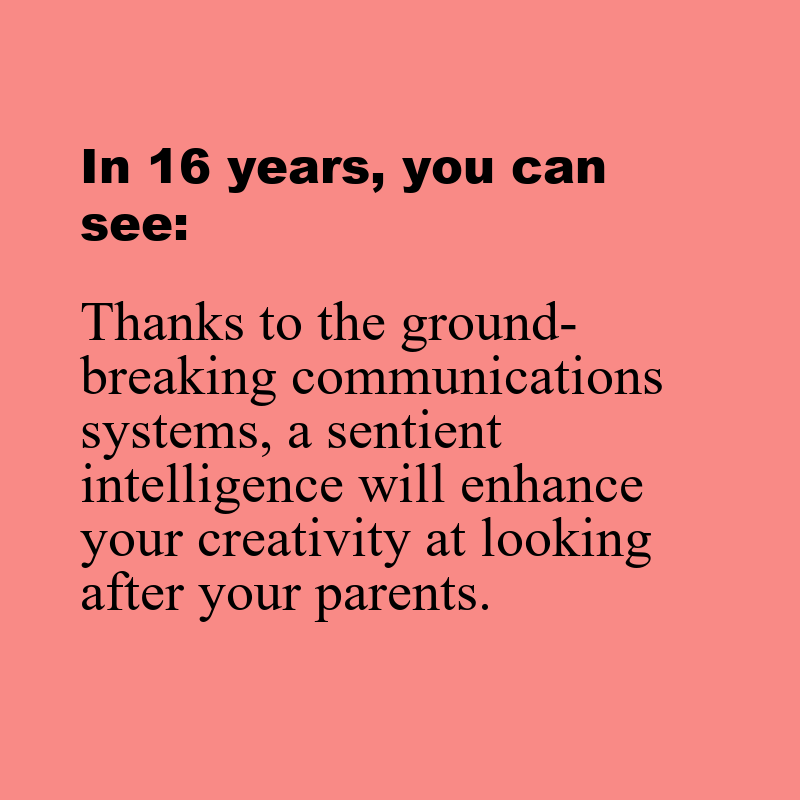 In 16 years, you can
see:
Thanks to the ground-
breaking communications
systems, a sentient
intelligence will enhance
your creativity at looking
after your parents.